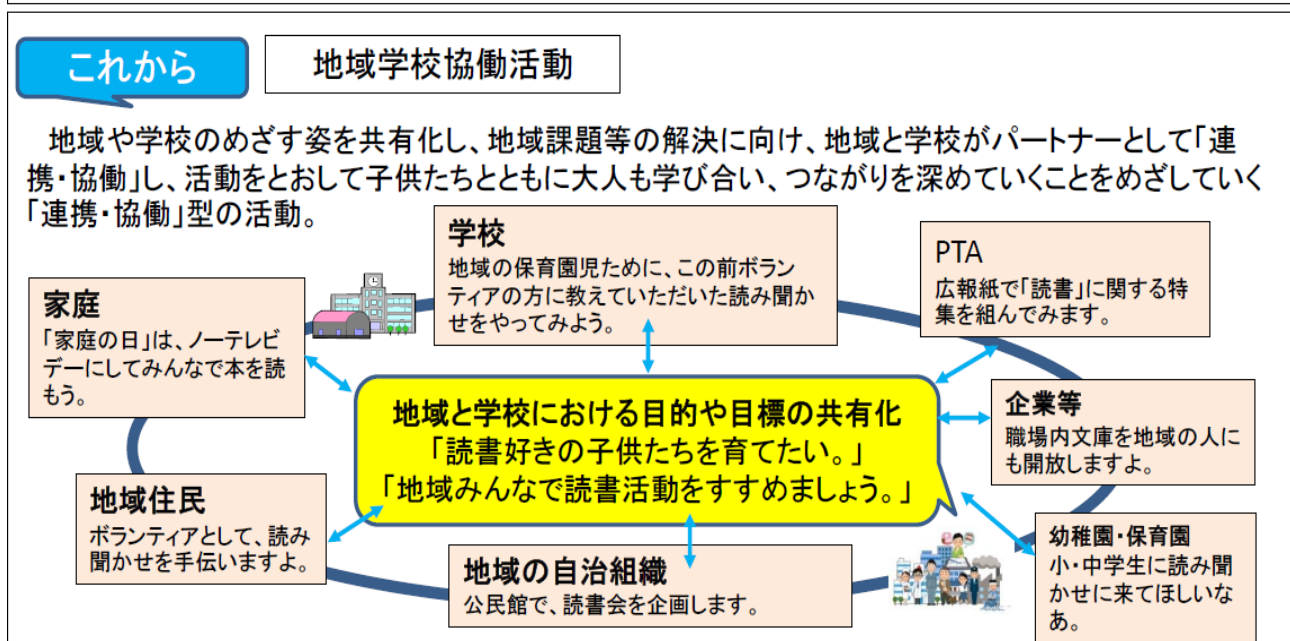 これから
地域学校協働活動
地域や学校のめざす姿を共有化し、地域課題等の解決に向け、地域と学校がパートナーとして「連
携・協働」し、活動をとおして子供たちとともに大人も学び合い、つながりを深めていくことをめざしていく
「連携・協働」型の活動。
学校
地域の保育園児ために、この前ボラン
ティアの方に教えていただいた読み聞か
せをやってみよう。
PTA
広報紙で「読書」に関する特
集を組んでみます。
家庭
「家庭の日」は、ノーテレビ
デーにしてみんなで本を読
もう。
企業等
職場内文庫を地域の人に
も開放しますよ。
地域と学校における目的や目標の共有化
「読書好きの子供たちを育てたい。」
「地域みんなで読書活動をすすめましょう。」
地域住民
ボランティアとして、読み
聞かせを手伝いますよ。
地域の自治組織
公民館で、読書会を企画します。
幼稚園・保育園
小・中学生に読み聞
かせに来てほしいな
あ。